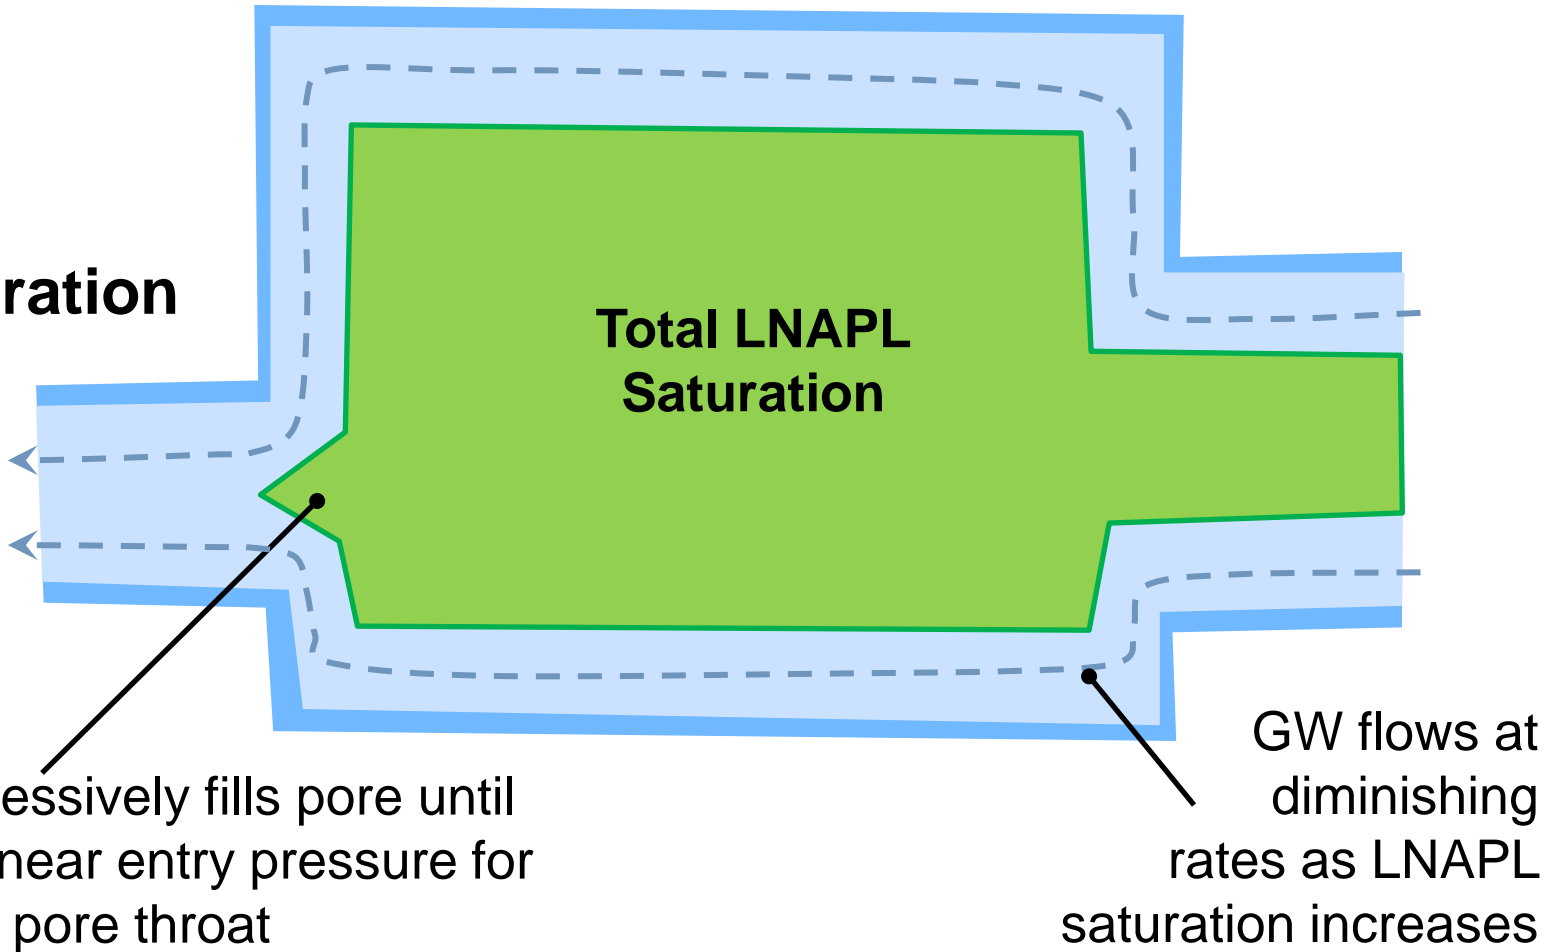 ration
Total LNAPL
Saturation
essively fills pore until
near entry pressure for
pore throat
GW flows at
diminishing
rates as LNAPL
saturation increases